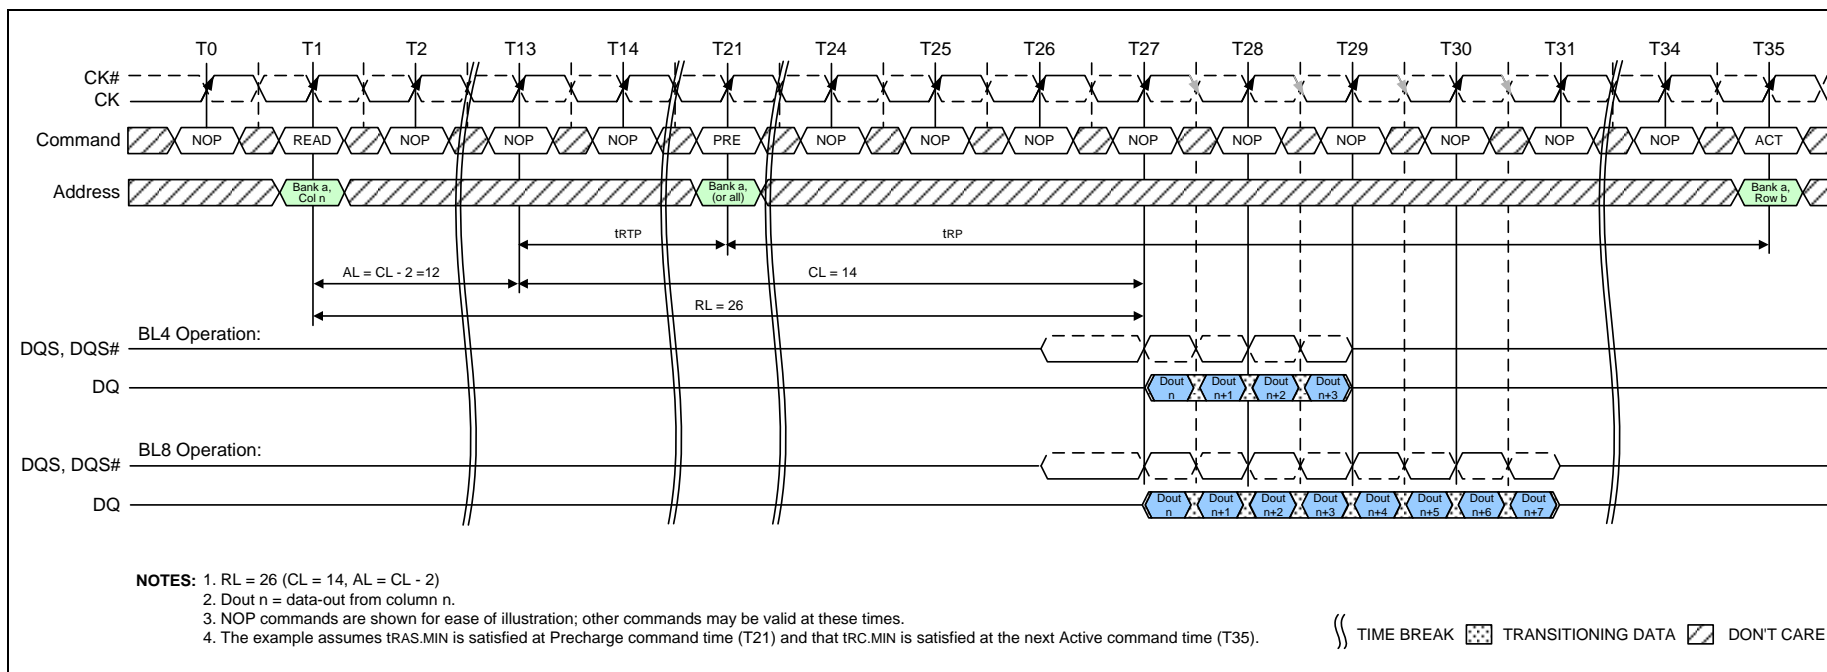 T0 T1 T2 T13 T14 T21 T24 T25 T26 T27 T28 T29 T30 T31 T34 T35
CK#
CK
Command NOP READ NOP NOP NOP PRE NOP NOP NOP NOP NOP NOP NOP NOP NOP ACT
Address Bank a, Col n Bank a, (or all) Bank a, Row b
tRTP tRP
AL = CL - 2 =12 CL = 14
RL = 26
BL4 Operation:
DQS, DQS#
DQ Dout n Dout n+1 Dout n+2 Dout n+3
BL8 Operation:
DQS, DQS#
DQ Dout n Dout n+1 Dout n+2 Dout n+3 Dout n+4 Dout n+5 Dout n+6 Dout n+7
NOTES: 1. RL = 26 (CL = 14, AL = CL - 2)
2. Dout n = data-out from column n.
3. NOP commands are shown for ease of illustration; other commands may be valid at these times.
4. The example assumes tRAS.MIN is satisfied at Precharge command time (T21) and that tRC.MIN is satisfied at the next Active command time (T35).
TIME BREAK TRANSITIONING DATA DON'T CARE